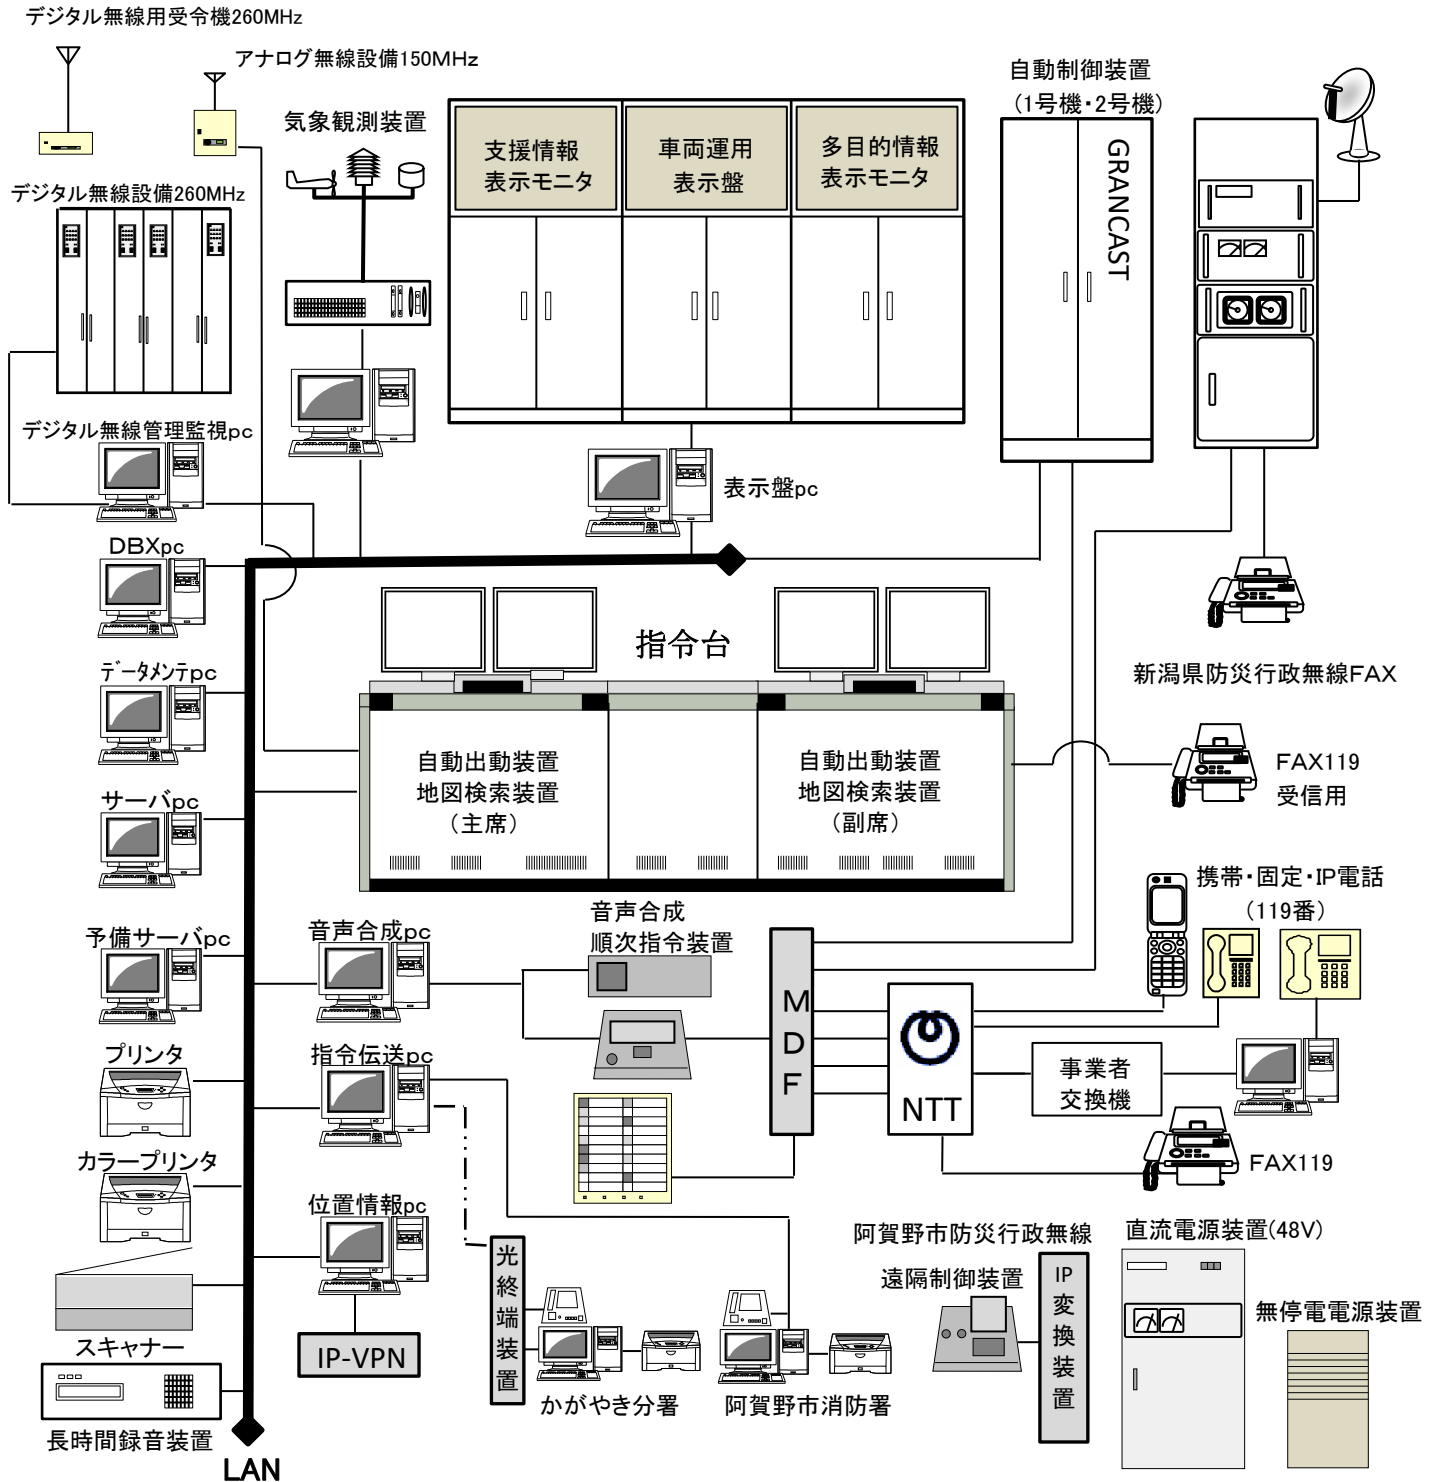 デジタル無線用受令機260MHz
アナログ無線設備150MHz
気象観測装置
デジタル無線設備260MHz
支援情報
表示モニタ
車両運用
表示盤
多目的情報
表示モニタ
自動制御装置
(1号機・2号機)
GRANCAST
デジタル無線管理監視pc
表示盤pc
DBXpc
指令台
データメンテpc
新潟県防災行政無線FAX
自動出動装置
地図検索装置
(主席)
自動出動装置
地図検索装置
(副席)
FAX119
受信用
サーバpc
携帯・固定・IP電話
(119番)
予備サーバpc
音声合成pc
音声合成
順次指令装置
MDF
NTT
事業者
交換機
プリンタ
指令伝送pc
FAX119
カラープリンタ
位置情報pc
光終端装置
阿賀野市防災行政無線
遠隔制御装置
IP変換装置
直流電源装置(48V)
無停電電源装置
スキャナー
IP-VPN
かがやき分署
阿賀野市消防署
長時間録音装置
LAN